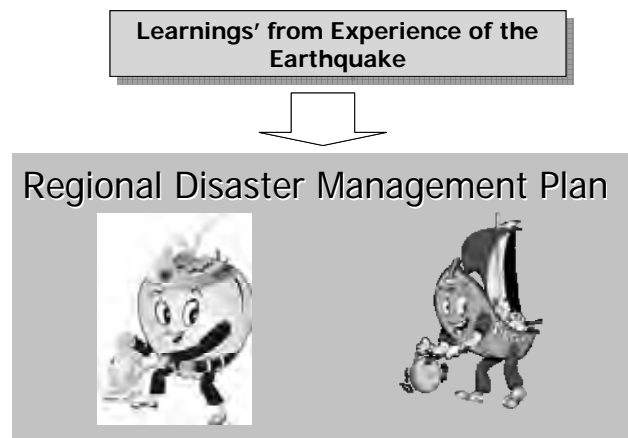 Learnings’ from Experience of the
Earthquake
Regional Disaster Management Plan